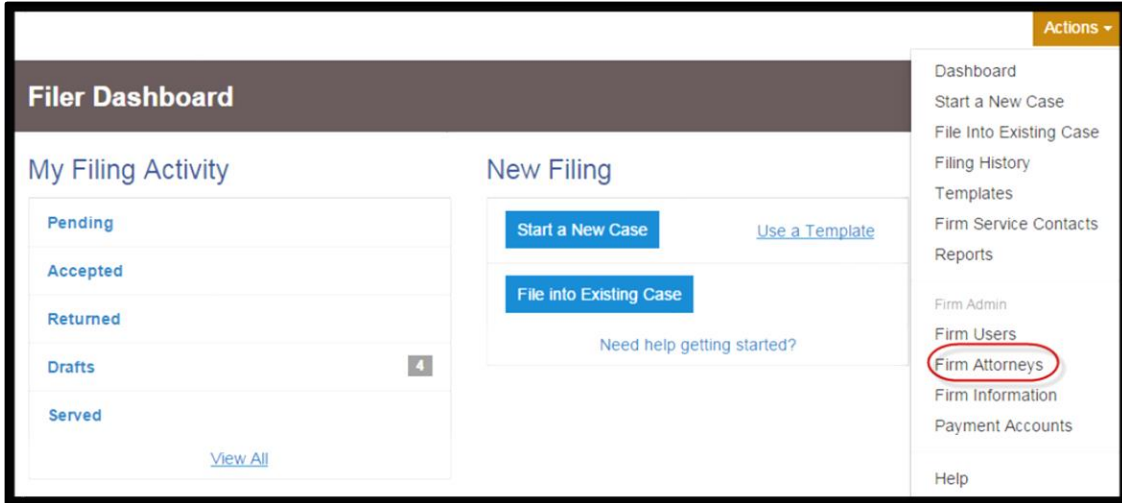 Actions
Filer Dashboard
My Filing Activity
Pending
Accepted
Returned
Drafts 4
Served
View All
New Filing
Start a New Case Use a Template
File into Existing Case
Need help getting started?
Dashboard
Start a New Case
File Into Existing Case
Filing History
Templates
Firm Service Contacts
Reports
Firm Admin
Firm Users
Firm Attorneys
Firm Information
Payment Accounts
Help